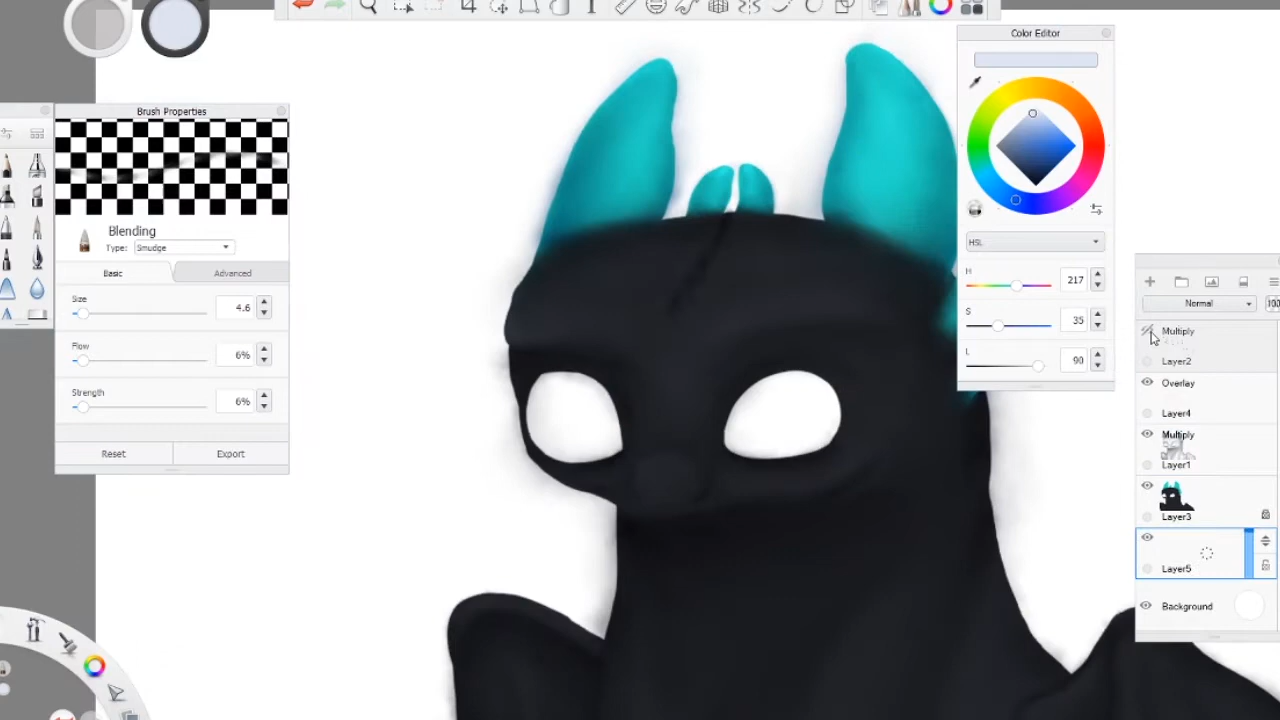 Color Editor
Brush Properties
Blending
Type: Smudge
Basic
Advanced
Size
4.6
Flow
6%
Strength
6%
Reset
Export
HSL
H
217
S
35
L
90
Normal
100
Multiply
Layer2
Overlay
Layer4
Multiply
Layer1
Layer3
Layer5
Background